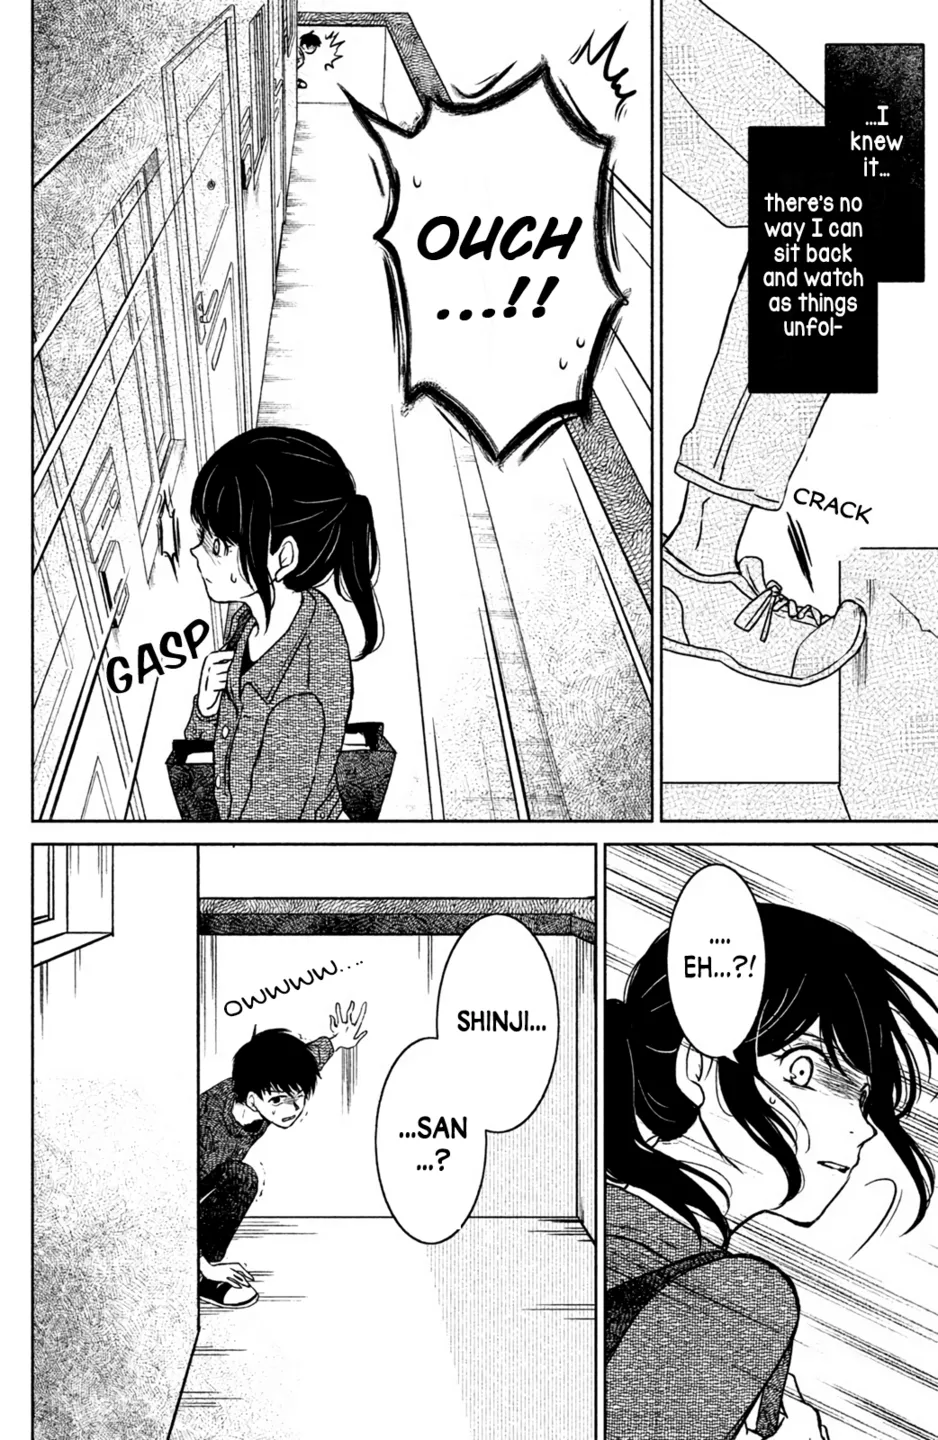 ...I
knew
it...
there's no
way I can
sit back
and watch
as things
unfol-
CRACK
OUCH
...!!
GASP
....
EH...?!
SHINJI...
...SAN
...?
OWWWW....